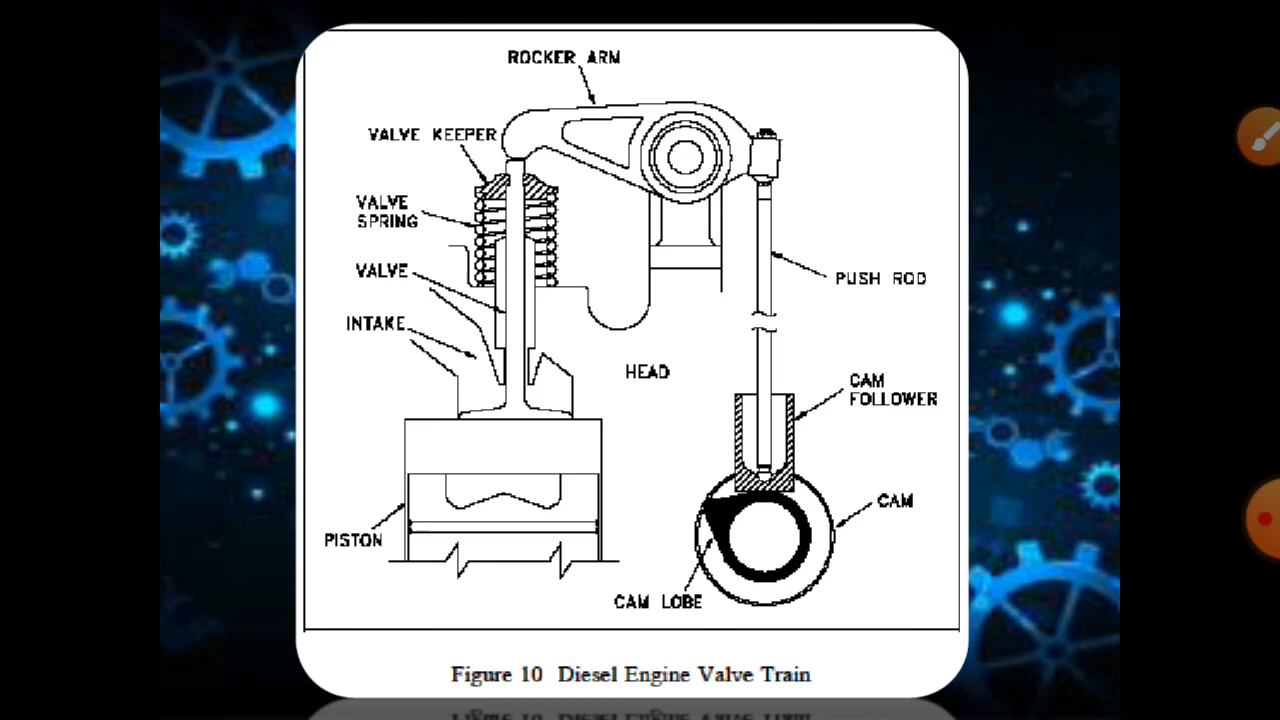 ROCKER ARM
VALVE KEEPER
VALVE
SPRING
VALVE
PUSH ROD
INTAKE
HEAD
CAM
FOLLOWER
CAM
PISTON
CAM LOBE
Figure 10 Diesel Engine Valve Train